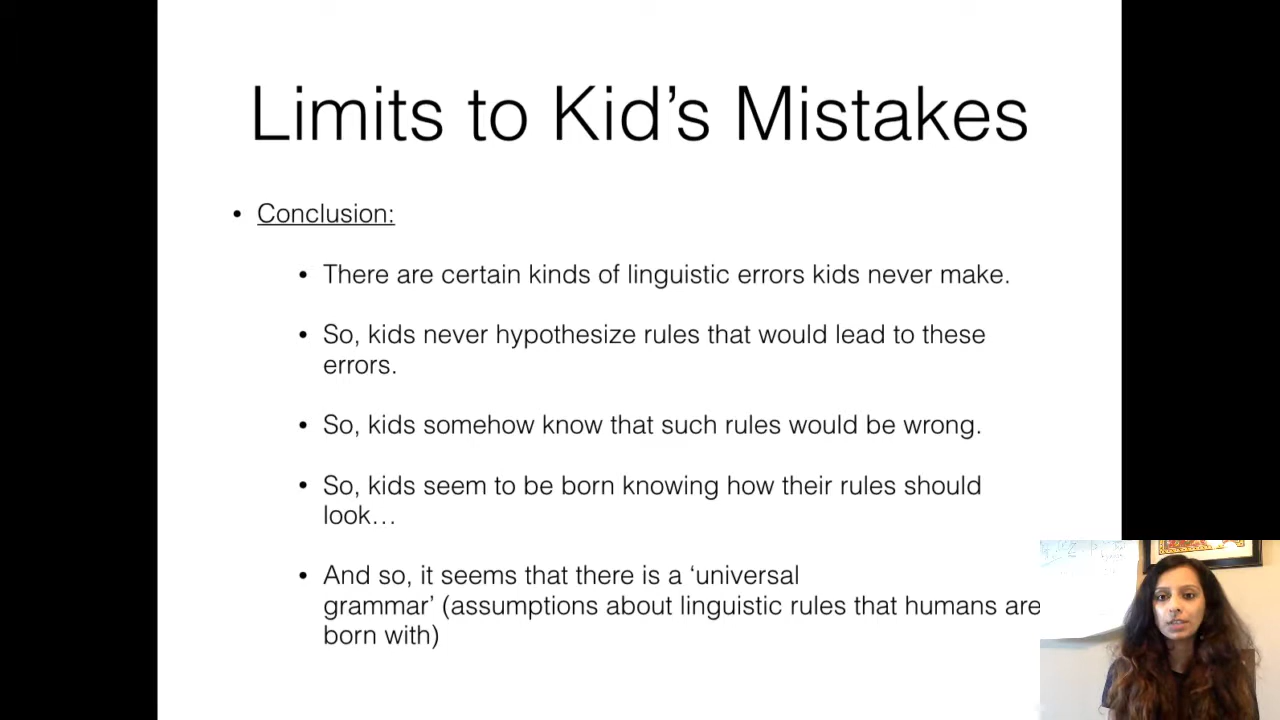 Limits to Kid’s Mistakes
• Conclusion:
• There are certain kinds of linguistic errors kids never make.
• So, kids never hypothesize rules that would lead to these
errors.
• So, kids somehow know that such rules would be wrong.
• So, kids seem to be born knowing how their rules should
look…
• And so, it seems that there is a ‘universal
grammar’ (assumptions about linguistic rules that humans are
born with)